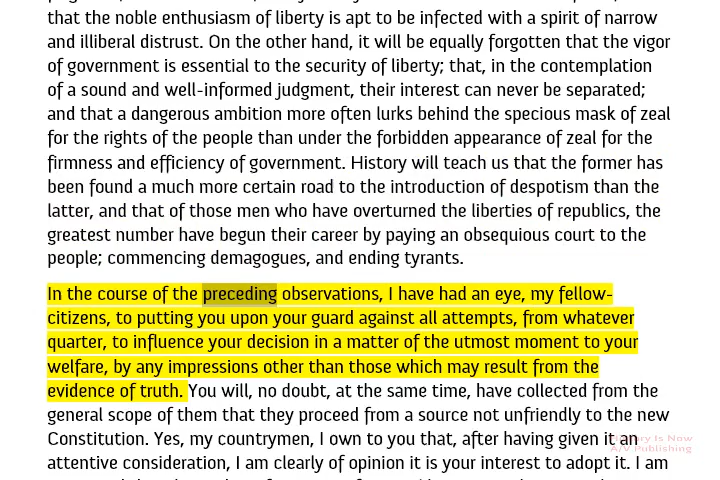 that the noble enthusiasm of liberty is apt to be infected with a spirit of narrow
and illiberal distrust. On the other hand, it will be equally forgotten that the vigor
of government is essential to the security of liberty; that, in the contemplation
of a sound and well-informed judgment, their interest can never be separated;
and that a dangerous ambition more often lurks behind the specious mask of zeal
for the rights of the people than under the forbidden appearance of zeal for the
firmness and efficiency of government. History will teach us that the former has
been found a much more certain road to the introduction of despotism than the
latter, and that of those men who have overturned the liberties of republics, the
greatest number have begun their career by paying an obsequious court to the
people; commencing demagogues, and ending tyrants.
In the course of the preceding observations, I have had an eye, my fellow-
citizens, to putting you upon your guard against all attempts, from whatever
quarter, to influence your decision in a matter of the utmost moment to your
welfare, by any impressions other than those which may result from the
evidence of truth. You will, no doubt, at the same time, have collected from the
general scope of them that they proceed from a source not unfriendly to the new
Constitution. Yes, my countrymen, I own to you that, after having given it an
attentive consideration, I am clearly of opinion it is your interest to adopt it. I am
History Is Now
A/V Publishing